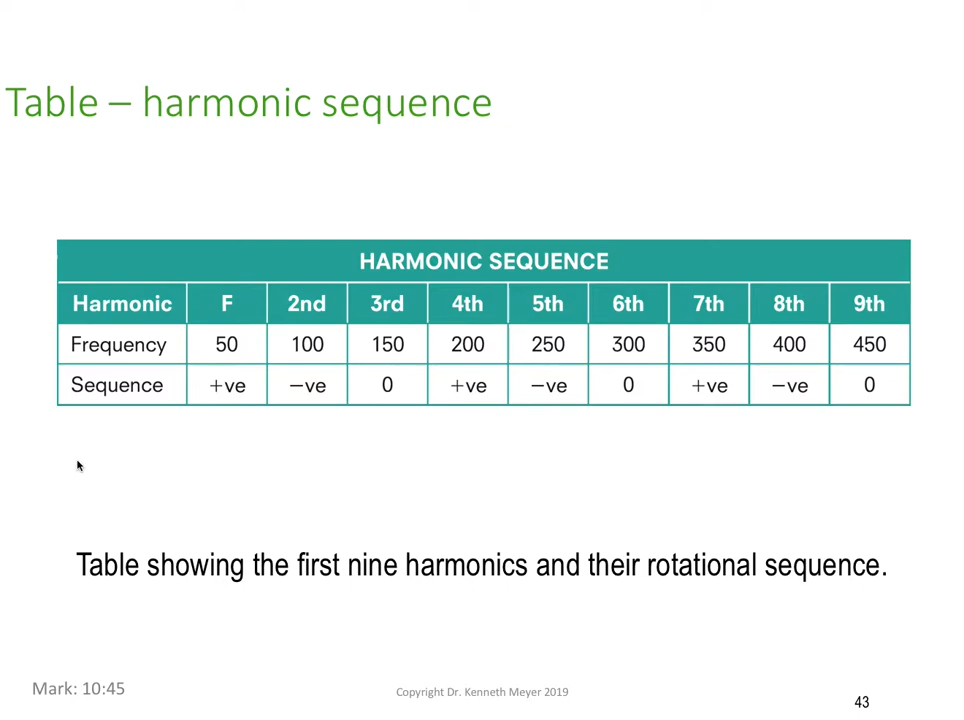 Table – harmonic sequence
HARMONIC SEQUENCE
Harmonic F 2nd 3rd 4th 5th 6th 7th 8th 9th
Frequency 50 100 150 200 250 300 350 400 450
Sequence +ve −ve 0 +ve −ve 0 +ve −ve 0
Table showing the first nine harmonics and their rotational sequence.
Mark: 10:45
Copyright Dr. Kenneth Meyer 2019
43